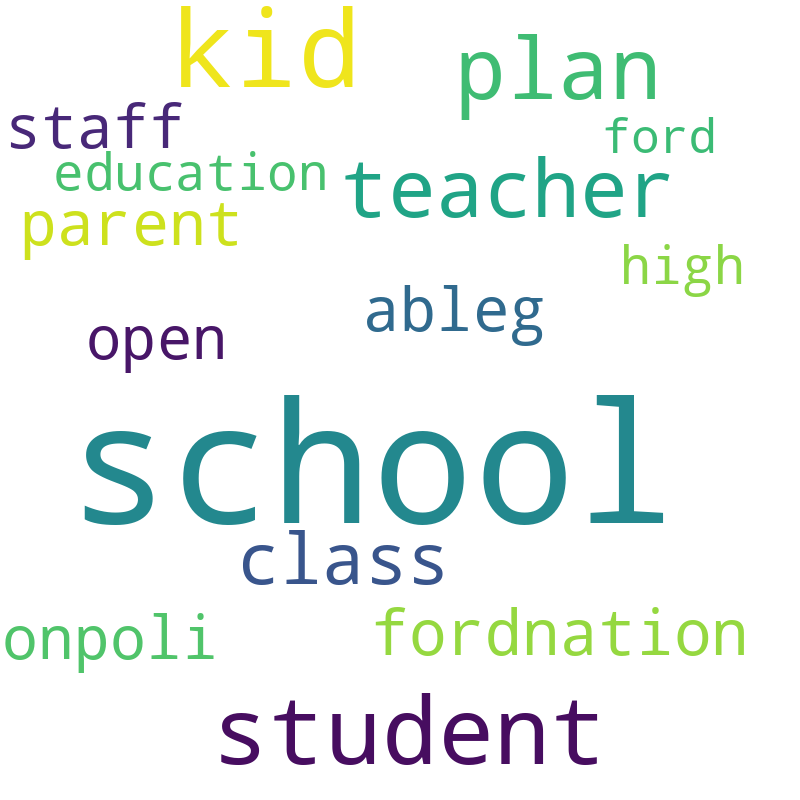 kid
plan
staff
ford
education
teacher
parent
high
ableg
open
school
class
onpoli
fordnation
student